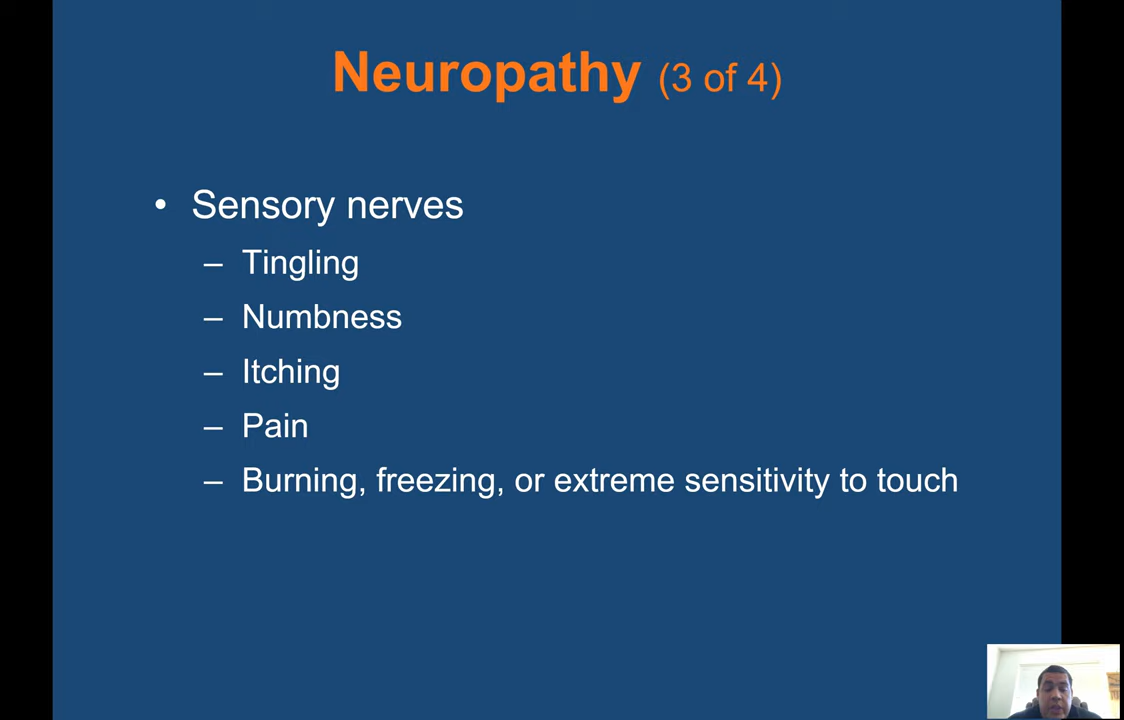 Neuropathy (3 of 4)
• Sensory nerves
– Tingling
– Numbness
– Itching
– Pain
– Burning, freezing, or extreme sensitivity to touch